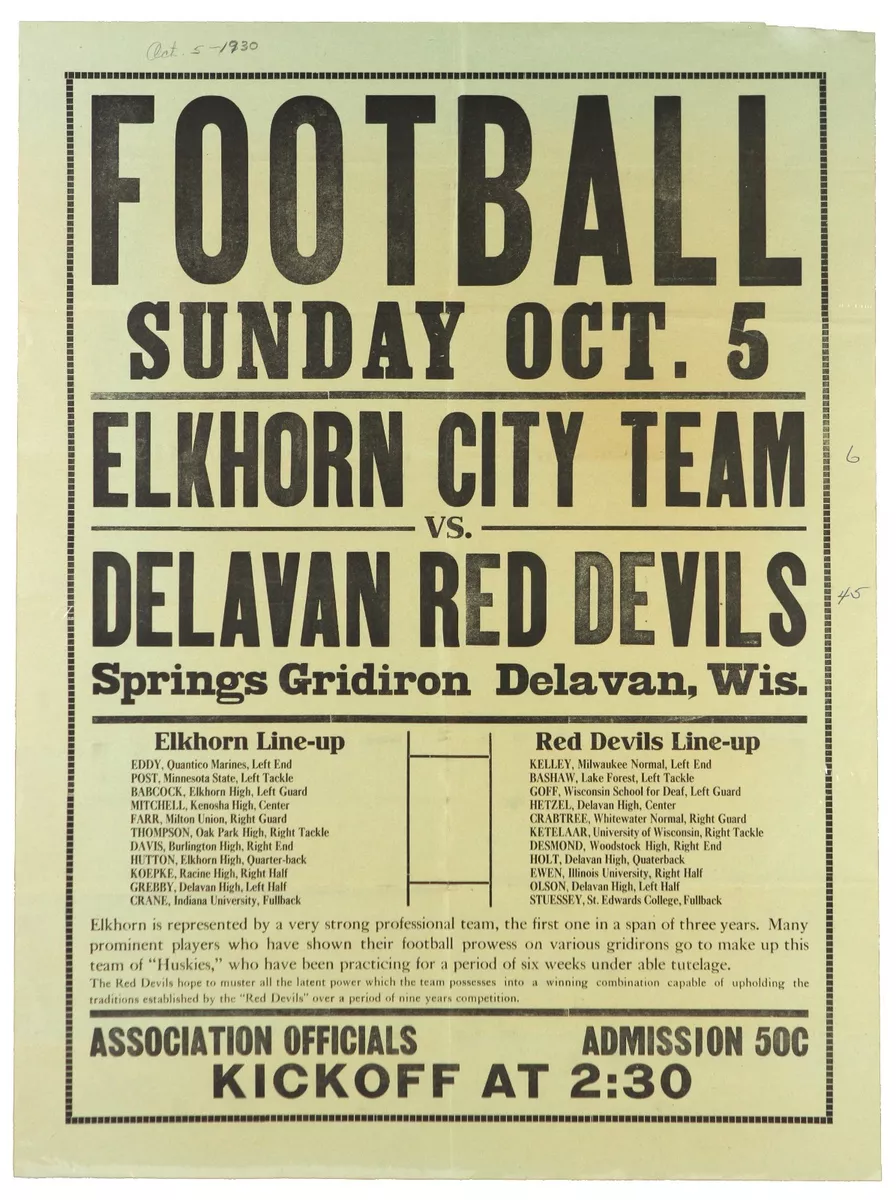 Oct. 5-1930
FOOTBALL
SUNDAY OCT. 5
ELKHORN CITY TEAM
6
VS.
DELAVAN RED DEVILS
45
Springs Gridiron Delavan, Wis.
Elkhorn Line-up
EDDY, Quantico Marines, Left End
POST, Minnesota State, Left Tackle
BABCOCK, Elkhorn High, Left Guard
MITCHELL, Kenosha High, Center
FARR, Milton Union, Right Guard
THOMPSON, Oak Park High, Right Tackle
DAVIS, Burlington High, Right End
HUTTON, Elkhorn High, Quarter-back
KOEPKE, Racine High, Right Half
GREBBY, Delavan High, Left Half
CRANE, Indiana University, Fullback
Red Devils Line-up
KELLEY, Milwaukee Normal, Left End
BASHAW, Lake Forest, Left Tackle
GOFF, Wisconsin School for Deaf, Left Guard
HETZEL, Delavan High, Center
CRABTREE, Whitewater Normal, Right Guard
KETELAAR, University of Wisconsin, Right Tackle
DESMOND, Woodstock High, Right End
HOLT, Delavan High, Quaterback
EWEN, Illinois University, Right Half
OLSON, Delavan High, Left Half
STUESSEY, St. Edwards College, Fullback
Elkhorn is represented by a very strong professional team, the first one in a span of three years. Many
prominent players who have shown their football prowess on various gridirons go to make up this
team of "Huskies," who have been practicing for a period of six weeks under able tutelage.
The Red Devils hope to muster all the latent power which the team possesses into a winning combination capable of upholding the
traditions established by the "Red Devils" over a period of nine years competition.
ASSOCIATION OFFICIALS ADMISSION 50C
KICKOFF AT 2:30